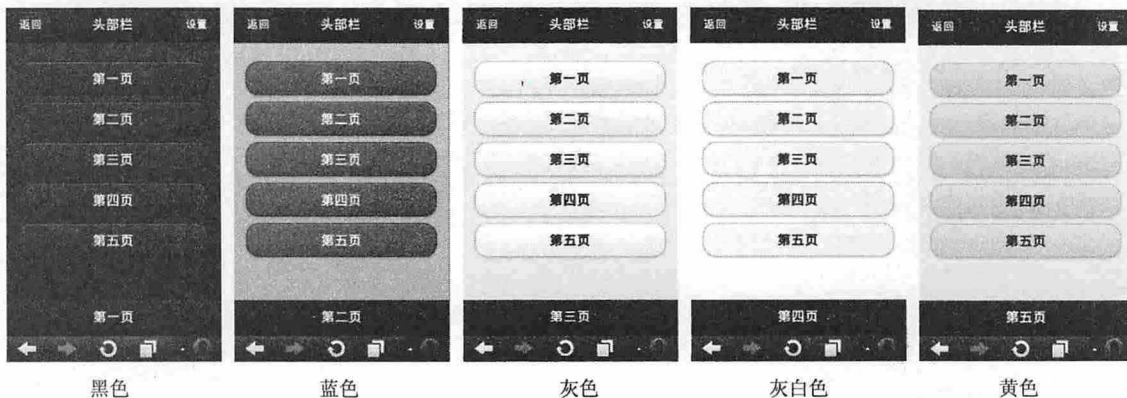 返回 头部栏 设置
第一页
第二页
第三页
第四页
第五页
第一页
黑色
返回 头部栏 设置
第一页
第二页
第三页
第四页
第五页
第二页
蓝色
返回 头部栏 设置
第一页
第二页
第三页
第四页
第五页
第三页
灰色
返回 头部栏 设置
第一页
第二页
第三页
第四页
第五页
第四页
灰白色
返回 头部栏 设置
第一页
第二页
第三页
第四页
第五页
第五页
黄色